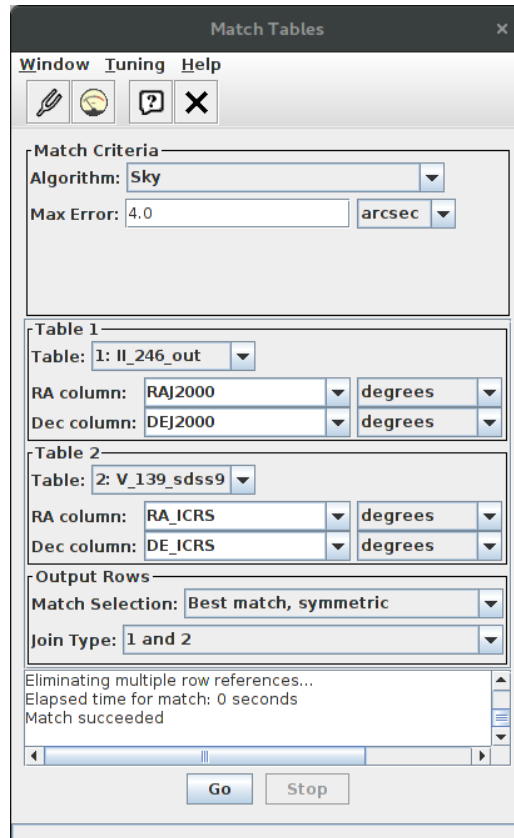 Match Tables ×
Window Tuning Help
Match Criteria
Algorithm: Sky
Max Error: 4.0 arcsec
Table 1
Table: 1: II_246_out
RA column: RAJ2000 degrees
Dec column: DEJ2000 degrees
Table 2
Table: 2: V_139_sdss9
RA column: RA_ICRS degrees
Dec column: DE_ICRS degrees
Output Rows
Match Selection: Best match, symmetric
Join Type: 1 and 2
Eliminating multiple row references...
Elapsed time for match: 0 seconds
Match succeeded
Go Stop